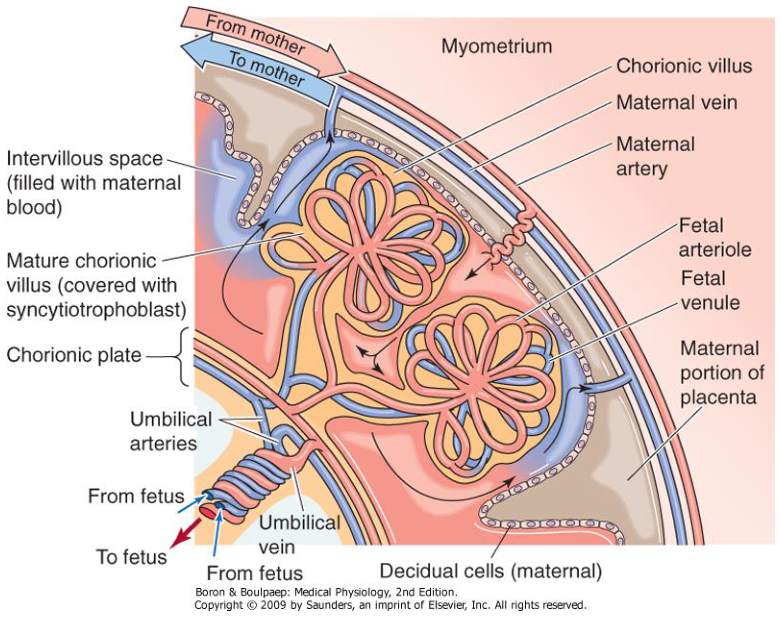 From mother
To mother
Myometrium
Chorionic villus
Maternal vein
Maternal
artery
Intervillous space
(filled with maternal
blood)
Fetal
arteriole
Fetal
venule
Mature chorionic
villus (covered with
syncytiotrophoblast)
Chorionic plate
Maternal
portion of
placenta
Umbilical
arteries
From fetus
Umbilical
vein
To fetus
From fetus
Decidual cells (maternal)
Boron & Boulpaep: Medical Physiology, 2nd Edition.
Copyright © 2009 by Saunders, an imprint of Elsevier, Inc. All rights reserved.